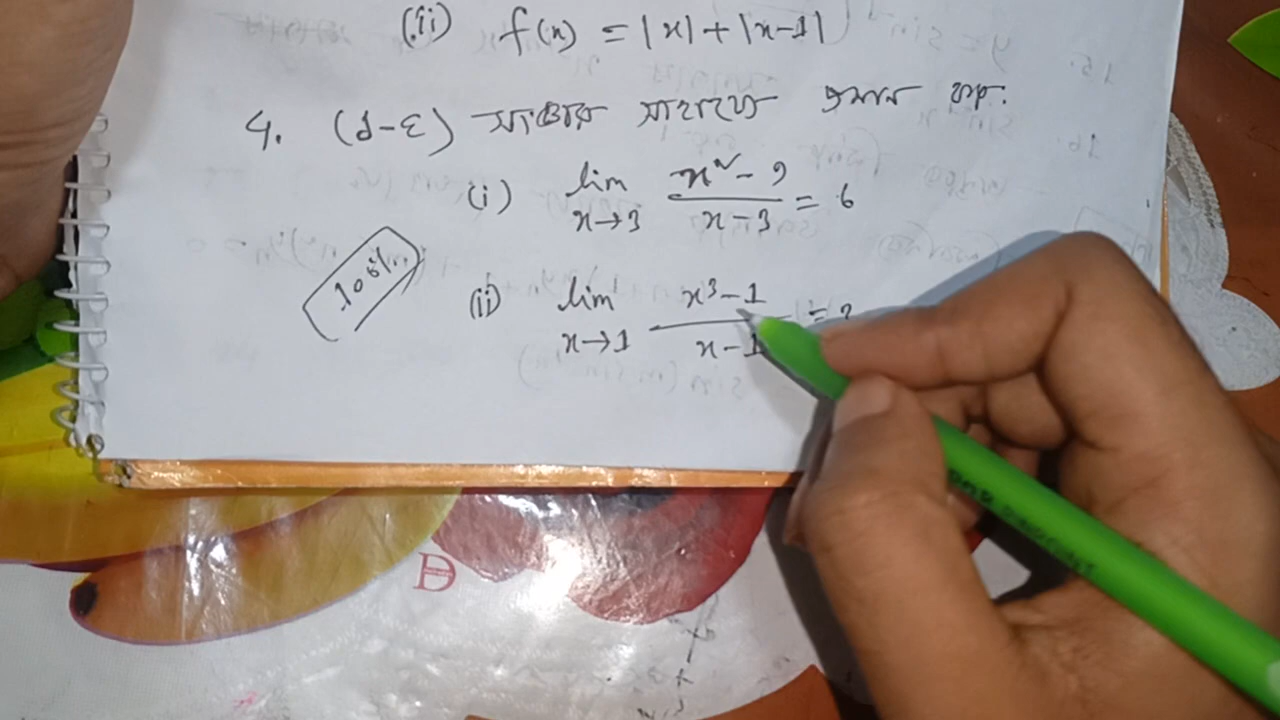 (ii) f(x) = |x| + |x-1|
4. (δ-ε) সংজ্ঞার সাহায্যে প্রমাণ কর:
(i) lim x→3 x² - 9 / x - 3 = 6
100%
(ii) lim x→1 x³ - 1 / x - 1 = 3